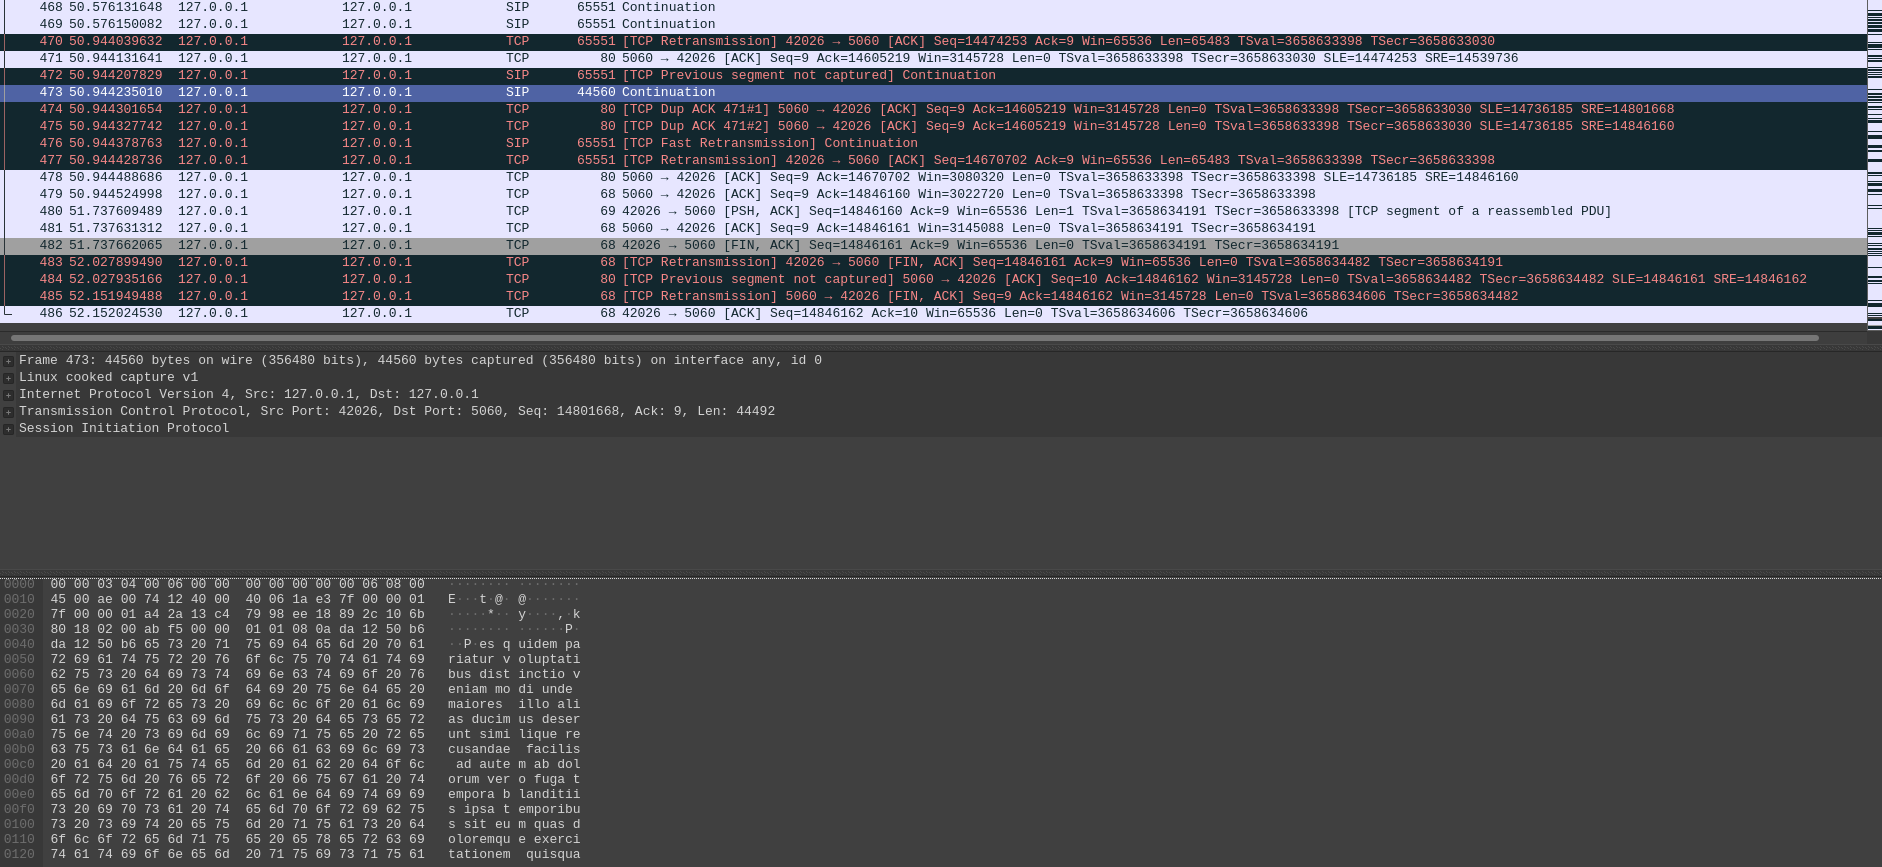 468 50.576131648 127.0.0.1 127.0.0.1 SIP 65551 Continuation
469 50.576150082 127.0.0.1 127.0.0.1 SIP 65551 Continuation
470 50.944039632 127.0.0.1 127.0.0.1 TCP 65551 [TCP Retransmission] 42026 → 5060 [ACK] Seq=14474253 Ack=9 Win=65536 Len=65483 TSval=3658633398 TSecr=3658633030
471 50.944131641 127.0.0.1 127.0.0.1 TCP 80 5060 → 42026 [ACK] Seq=9 Ack=14605219 Win=3145728 Len=0 TSval=3658633398 TSecr=3658633030 SLE=14474253 SRE=14539736
472 50.944207829 127.0.0.1 127.0.0.1 SIP 65551 [TCP Previous segment not captured] Continuation
473 50.944235010 127.0.0.1 127.0.0.1 SIP 44560 Continuation
474 50.944301654 127.0.0.1 127.0.0.1 TCP 80 [TCP Dup ACK 471#1] 5060 → 42026 [ACK] Seq=9 Ack=14605219 Win=3145728 Len=0 TSval=3658633398 TSecr=3658633030 SLE=14736185 SRE=14801668
475 50.944327742 127.0.0.1 127.0.0.1 TCP 80 [TCP Dup ACK 471#2] 5060 → 42026 [ACK] Seq=9 Ack=14605219 Win=3145728 Len=0 TSval=3658633398 TSecr=3658633030 SLE=14736185 SRE=14846160
476 50.944378763 127.0.0.1 127.0.0.1 SIP 65551 [TCP Fast Retransmission] Continuation
477 50.944428736 127.0.0.1 127.0.0.1 TCP 65551 [TCP Retransmission] 42026 → 5060 [ACK] Seq=14670702 Ack=9 Win=65536 Len=65483 TSval=3658633398 TSecr=3658633398
478 50.944488686 127.0.0.1 127.0.0.1 TCP 80 5060 → 42026 [ACK] Seq=9 Ack=14670702 Win=3080320 Len=0 TSval=3658633398 TSecr=3658633398 SLE=14736185 SRE=14846160
479 50.944524998 127.0.0.1 127.0.0.1 TCP 68 5060 → 42026 [ACK] Seq=9 Ack=14846160 Win=3022720 Len=0 TSval=3658633398 TSecr=3658633398
480 51.737609489 127.0.0.1 127.0.0.1 TCP 69 42026 → 5060 [PSH, ACK] Seq=14846160 Ack=9 Win=65536 Len=1 TSval=3658634191 TSecr=3658633398 [TCP segment of a reassembled PDU]
481 51.737631312 127.0.0.1 127.0.0.1 TCP 68 5060 → 42026 [ACK] Seq=9 Ack=14846161 Win=3145088 Len=0 TSval=3658634191 TSecr=3658634191
482 51.737662065 127.0.0.1 127.0.0.1 TCP 68 42026 → 5060 [FIN, ACK] Seq=14846161 Ack=9 Win=65536 Len=0 TSval=3658634191 TSecr=3658634191
483 52.027899490 127.0.0.1 127.0.0.1 TCP 68 [TCP Retransmission] 42026 → 5060 [FIN, ACK] Seq=14846161 Ack=9 Win=65536 Len=0 TSval=3658634482 TSecr=3658634191
484 52.027935166 127.0.0.1 127.0.0.1 TCP 80 [TCP Previous segment not captured] 5060 → 42026 [ACK] Seq=10 Ack=14846162 Win=3145728 Len=0 TSval=3658634482 TSecr=3658634482 SLE=14846161 SRE=14846162
485 52.151949488 127.0.0.1 127.0.0.1 TCP 68 [TCP Retransmission] 5060 → 42026 [FIN, ACK] Seq=9 Ack=14846162 Win=3145728 Len=0 TSval=3658634606 TSecr=3658634482
486 52.152024530 127.0.0.1 127.0.0.1 TCP 68 42026 → 5060 [ACK] Seq=14846162 Ack=10 Win=65536 Len=0 TSval=3658634606 TSecr=3658634606
Frame 473: 44560 bytes on wire (356480 bits), 44560 bytes captured (356480 bits) on interface any, id 0
Linux cooked capture v1
Internet Protocol Version 4, Src: 127.0.0.1, Dst: 127.0.0.1
Transmission Control Protocol, Src Port: 42026, Dst Port: 5060, Seq: 14801668, Ack: 9, Len: 44492
Session Initiation Protocol
0000 00 00 03 04 00 06 00 00 00 00 00 00 00 06 08 00 ········ ········
0010 45 00 ae 00 74 12 40 00 40 06 1a e3 7f 00 00 01 E···t·@· @·······
0020 7f 00 00 01 a4 2a 13 c4 79 98 ee 18 89 2c 10 6b ·····*·· y····,·k
0030 80 18 02 00 ab f5 00 00 01 01 08 0a da 12 50 b6 ········ ······P·
0040 da 12 50 b6 65 73 20 71 75 69 64 65 6d 20 70 61 ··P·es q uidem pa
0050 72 69 61 74 75 72 20 76 6f 6c 75 70 74 61 74 69 riatur v oluptati
0060 62 75 73 20 64 69 73 74 69 6e 63 74 69 6f 20 76 bus dist inctio v
0070 65 6e 69 61 6d 20 6d 6f 64 69 20 75 6e 64 65 20 eniam mo di unde
0080 6d 61 69 6f 72 65 73 20 69 6c 6c 6f 20 61 6c 69 maiores illo ali
0090 61 73 20 64 75 63 69 6d 75 73 20 64 65 73 65 72 as ducim us deser
00a0 75 6e 74 20 73 69 6d 69 6c 69 71 75 65 20 72 65 unt simi lique re
00b0 63 75 73 61 6e 64 61 65 20 66 61 63 69 6c 69 73 cusandae facilis
00c0 20 61 64 20 61 75 74 65 6d 20 61 62 20 64 6f 6c ad aute m ab dol
00d0 6f 72 75 6d 20 76 65 72 6f 20 66 75 67 61 20 74 orum ver o fuga t
00e0 65 6d 70 6f 72 61 20 62 6c 61 6e 64 69 74 69 69 empora b landitii
00f0 73 20 69 70 73 61 20 74 65 6d 70 6f 72 69 62 75 s ipsa t emporibu
0100 73 20 73 69 74 20 65 75 6d 20 71 75 61 73 20 64 s sit eu m quas d
0110 6f 6c 6f 72 65 6d 71 75 65 20 65 78 65 72 63 69 oloremqu e exerci
0120 74 61 74 69 6f 6e 65 6d 20 71 75 69 73 71 75 61 tationem quisqua